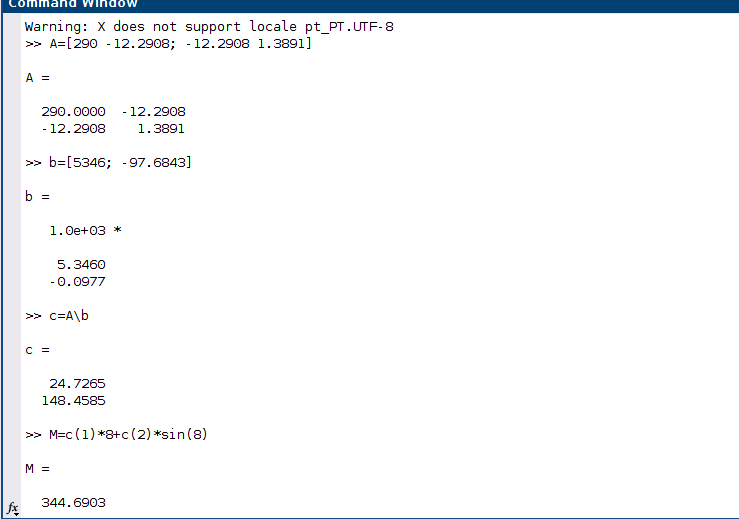 Command Window
Warning: X does not support locale pt_PT.UTF-8
>> A=[290 -12.2908; -12.2908 1.3891]
A =
290.0000 -12.2908
-12.2908 1.3891
>> b=[5346; -97.6843]
b =
1.0e+03 *
5.3460
-0.0977
>> c=A\b
c =
24.7265
148.4585
>> M=c(1)*8+c(2)*sin(8)
M =
344.6903
fx